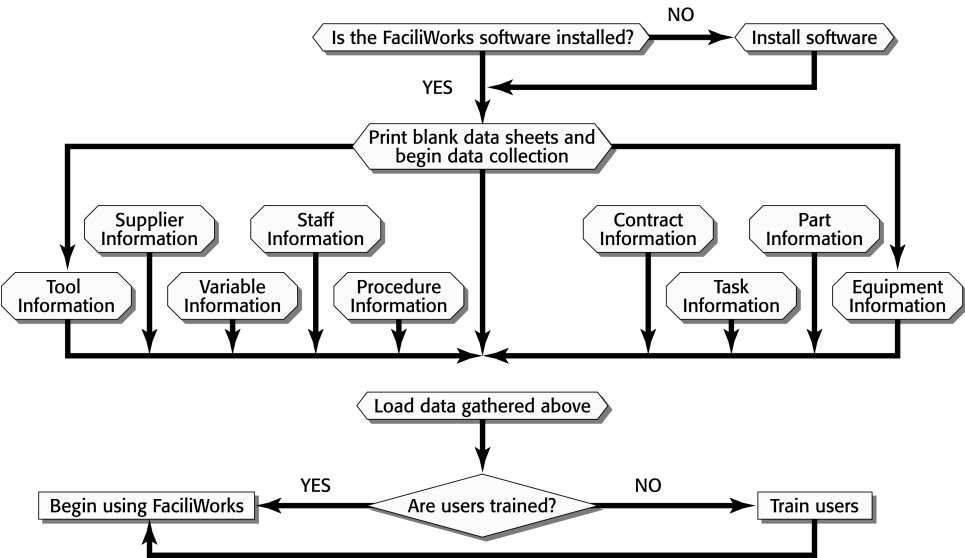 NO
Is the FaciliWorks software installed?
Install software
YES
Print blank data sheets and
begin data collection
Supplier
Information
Staff
Information
Contract
Information
Part
Information
Tool
Information
Variable
Information
Procedure
Information
Task
Information
Equipment
Information
Load data gathered above
YES
NO
Begin using FaciliWorks
Are users trained?
Train users